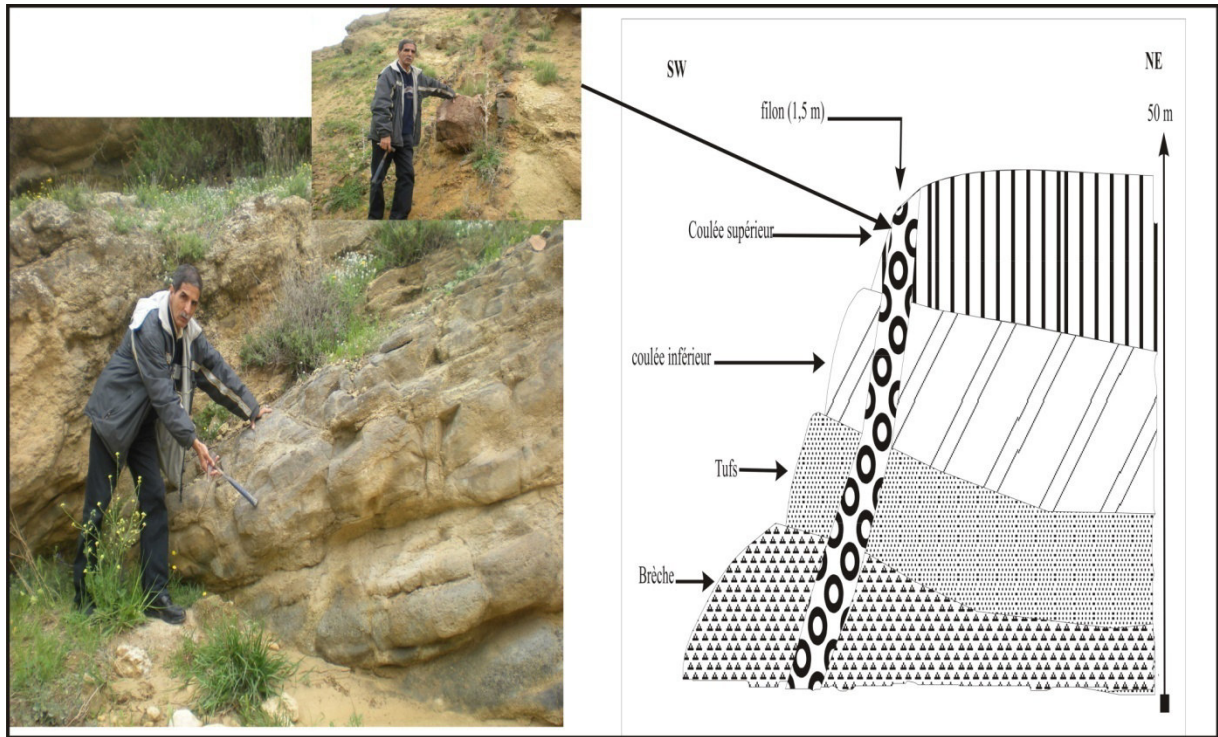 SW
NE
filon (1,5 m)
50 m
Coulée supérieur
coulée inférieur
Tufs
Brèche